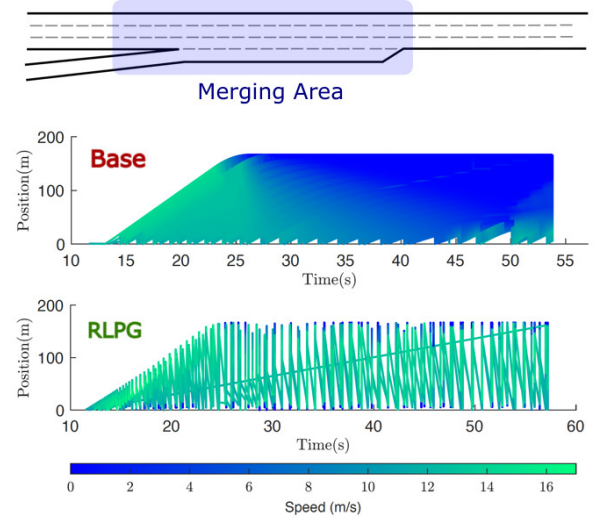 Merging Area
Base
Position(m)
200
100
0
10 15 20 25 30 35 40 45 50 55
Time(s)
RLPG
Position(m)
200
100
0
10 20 30 40 50 60
Time(s)
0 2 4 6 8 10 12 14 16
Speed (m/s)